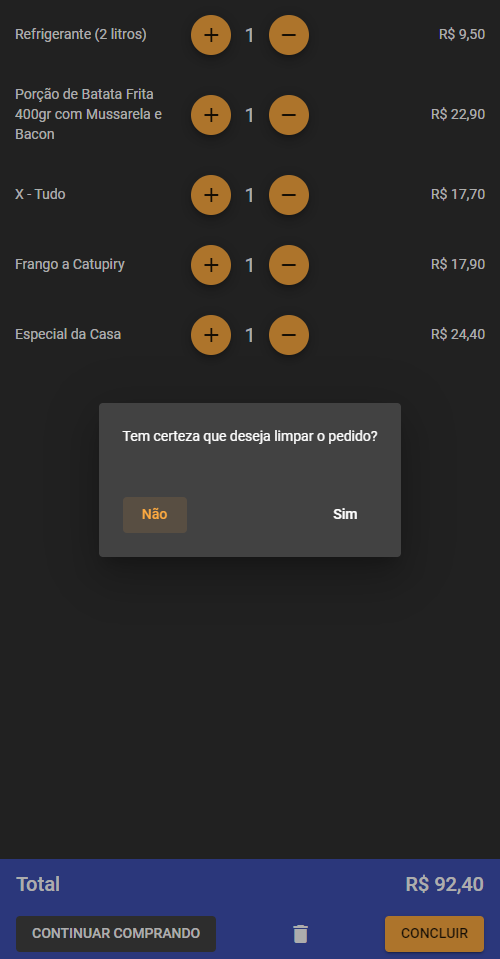 Refrigerante (2 litros) + 1 − R$ 9,50
Porção de Batata Frita
400gr com Mussarela e + 1 − R$ 22,90
Bacon
X - Tudo + 1 − R$ 17,70
Frango a Catupiry + 1 − R$ 17,90
Especial da Casa + 1 − R$ 24,40
Tem certeza que deseja limpar o pedido?
Não Sim
Total R$ 92,40
CONTINUAR COMPRANDO CONCLUIR